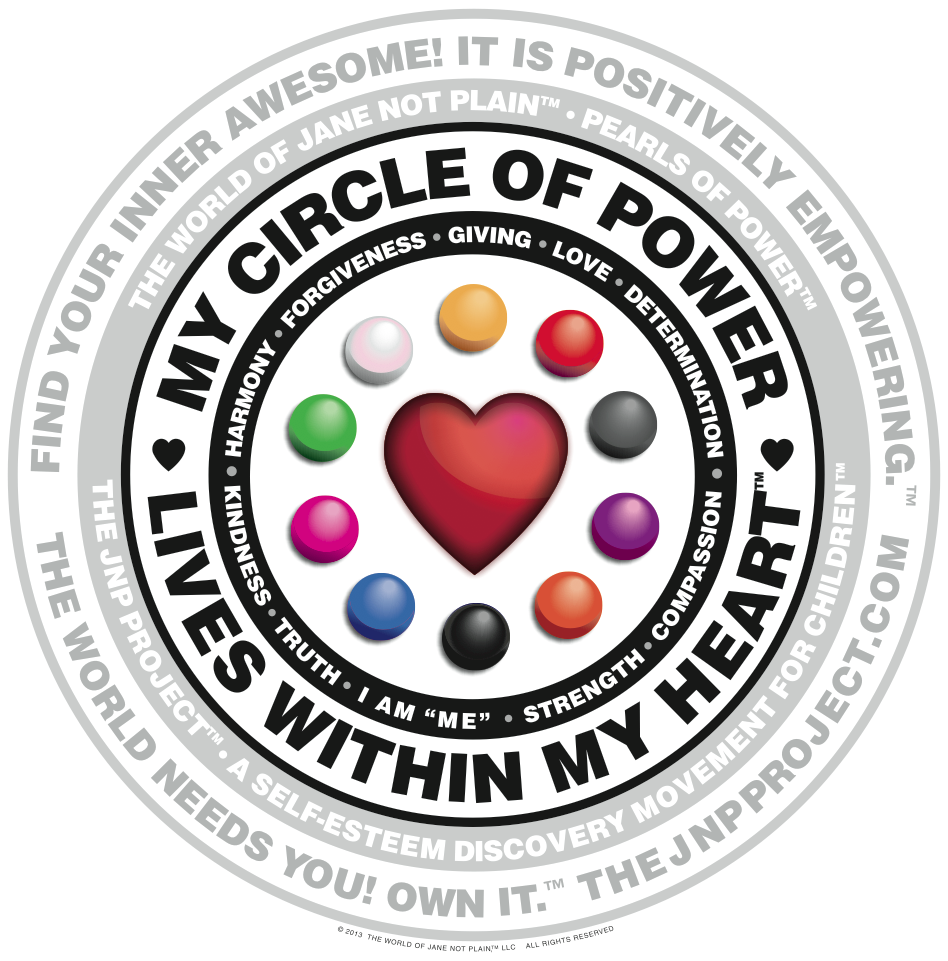 FIND YOUR INNER AWESOME! IT IS POSITIVELY EMPOWERING.™
THE WORLD NEEDS YOU! OWN IT.™ THEJNPPROJECT.COM
THE WORLD OF JANE NOT PLAIN™ • PEARLS OF POWER™
THE JNP PROJECT™ • A SELF-ESTEEM DISCOVERY MOVEMENT FOR CHILDREN™
MY CIRCLE OF POWER
LIVES WITHIN MY HEART™
HARMONY • FORGIVENESS • GIVING • LOVE • DETERMINATION •
KINDNESS • TRUTH • I AM “ME” • STRENGTH • COMPASSION
© 2013 THE WORLD OF JANE NOT PLAIN,™ LLC ALL RIGHTS RESERVED